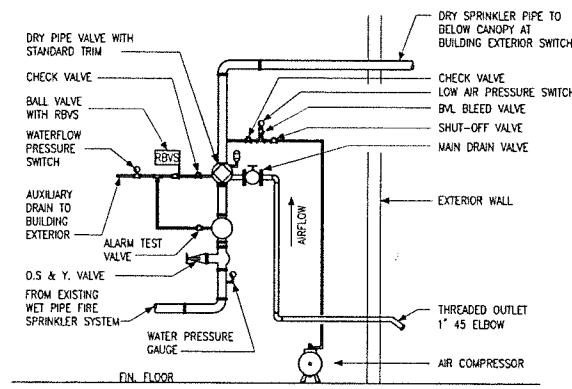 DRY PIPE VALVE WITH
STANDARD TRIM
CHECK VALVE
BALL VALVE
WITH RBVS
RBVS
WATERFLOW
PRESSURE
SWITCH
AUXILIARY
DRAIN TO
BUILDING
EXTERIOR
ALARM TEST
VALVE
O.S & Y. VALVE
FROM EXISTING
WET PIPE FIRE
SPRINKLER SYSTEM
WATER PRESSURE
GAUGE
FIN. FLOOR
AIRFLOW
DRY SPRINKLER PIPE TO
BELOW CANOPY AT
BUILDING EXTERIOR SWITCH
CHECK VALVE
LOW AIR PRESSURE SWITCH
BVL BLEED VALVE
SHUT-OFF VALVE
MAIN DRAIN VALVE
EXTERIOR WALL
THREADED OUTLET
1" 45 ELBOW
AIR COMPRESSOR